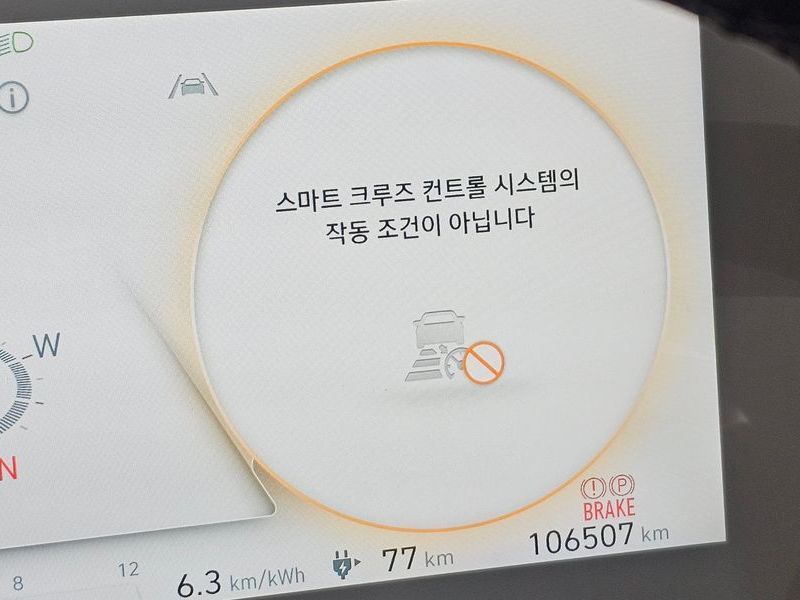 스마트 크루즈 컨트롤 시스템의
작동 조건이 아닙니다
W
N
BRAKE
8 12
6.3 km/kWh 77 km 106507 km